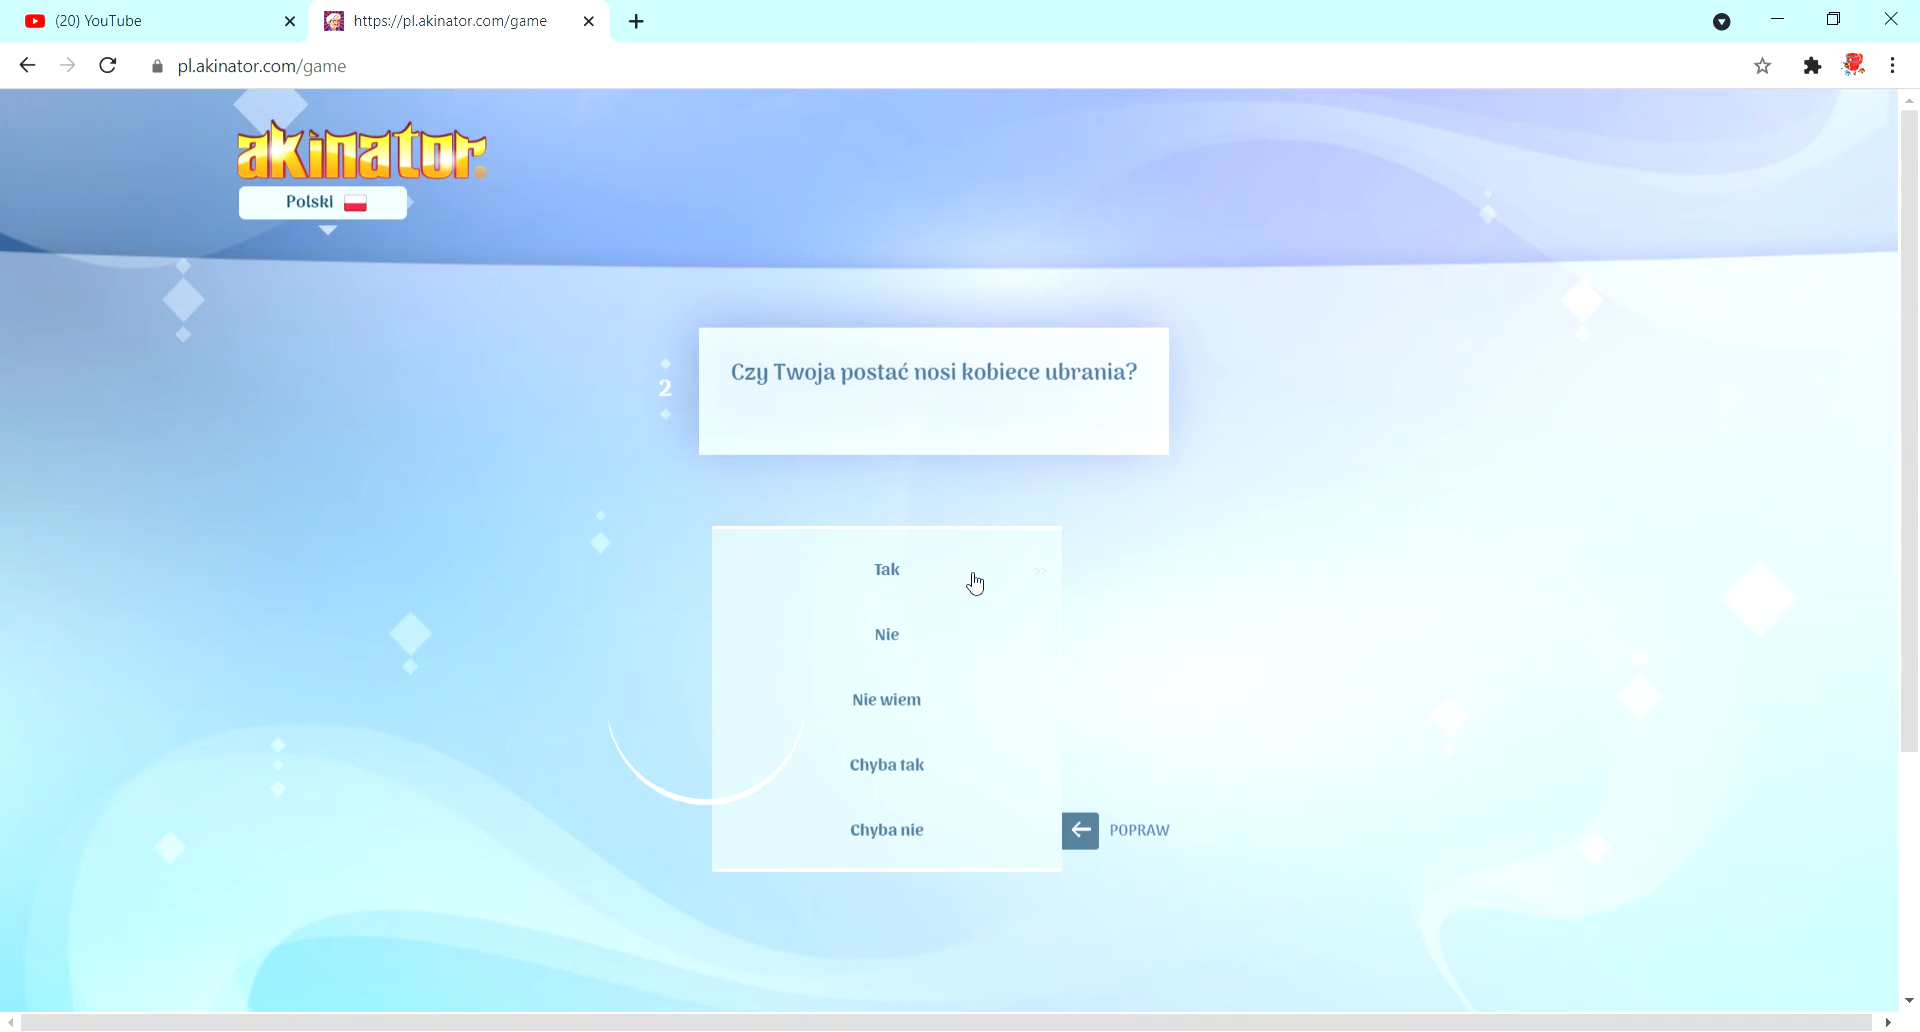 (20) YouTube
https://pl.akinator.com/game
pl.akinator.com/game
akinator
Polski
2
Czy Twoja postać nosi kobiece ubrania?
Tak
Nie
Nie wiem
Chyba tak
Chyba nie
POPRAW